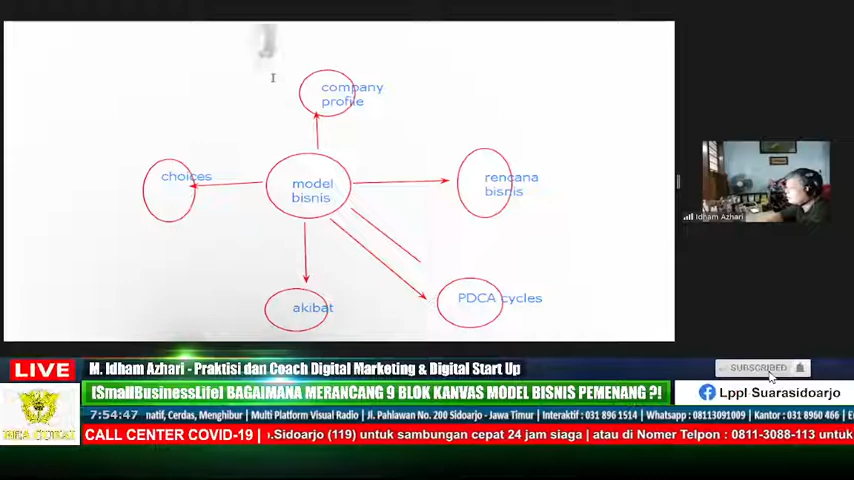 company
profile
choices
model
bisnis
rencana
bisnis
akibat
PDCA cycles
Idham Azhari
LIVE
M. Idham Azhari - Praktisi dan Coach Digital Marketing & Digital Start Up
SUBSCRIBED
[SmallBusinessLife] BAGAIMANA MERANCANG 9 BLOK KANVAS MODEL BISNIS PEMENANG ?!
Lppl Suarasidoarjo
7:54:47 natif, Cerdas, Menghibur | Multi Platform Visual Radio | Jl. Pahlawan No. 200 Sidoarjo - Jawa Timur | Interaktif : 031 896 1514 | Whatsapp : 08113091009 | Kantor : 031 8960 466 | E
CALL CENTER COVID-19 | o.Sidoarjo (119) untuk sambungan cepat 24 jam siaga | atau di Nomer Telpon : 0811-3088-113 untuk